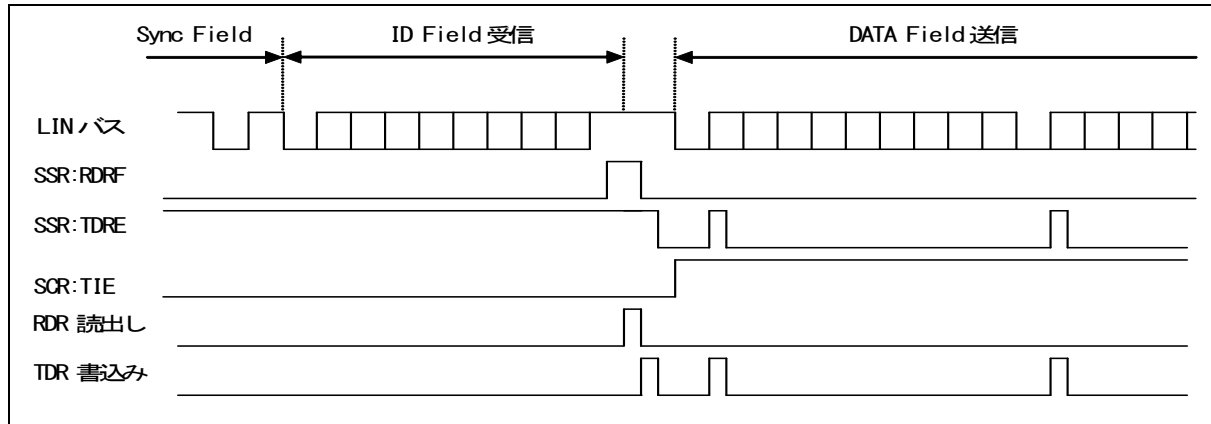 Sync Field
ID Field 受信
DATA Field 送信
LIN バス
SSR:RDRF
SSR:TDRE
SCR:TIE
RDR 読出し
TDR 書込み